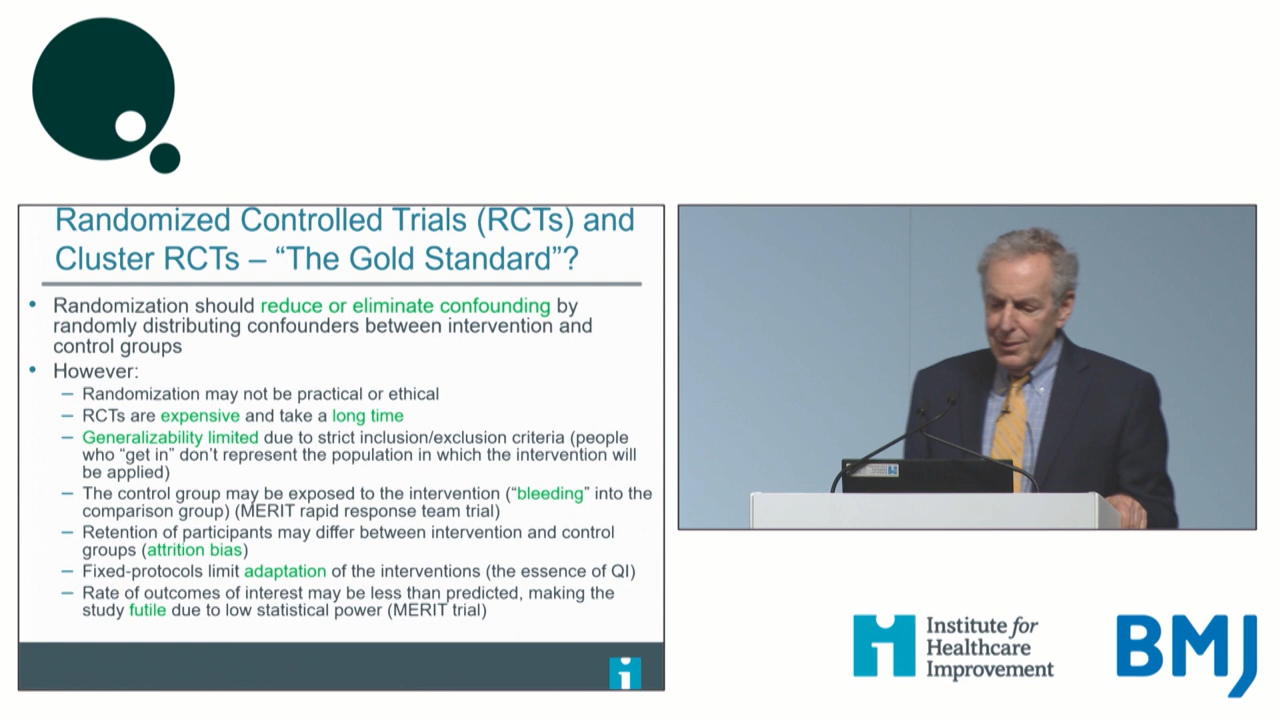 Randomized Controlled Trials (RCTs) and
Cluster RCTs – “The Gold Standard”?
• Randomization should reduce or eliminate confounding by
randomly distributing confounders between intervention and
control groups
• However:
– Randomization may not be practical or ethical
– RCTs are expensive and take a long time
– Generalizability limited due to strict inclusion/exclusion criteria (people
who “get in” don’t represent the population in which the intervention will
be applied)
– The control group may be exposed to the intervention (“bleeding” into the
comparison group) (MERIT rapid response team trial)
– Retention of participants may differ between intervention and control
groups (attrition bias)
– Fixed-protocols limit adaptation of the interventions (the essence of QI)
– Rate of outcomes of interest may be less than predicted, making the
study futile due to low statistical power (MERIT trial)
Institute for
Healthcare
Improvement
BMJ